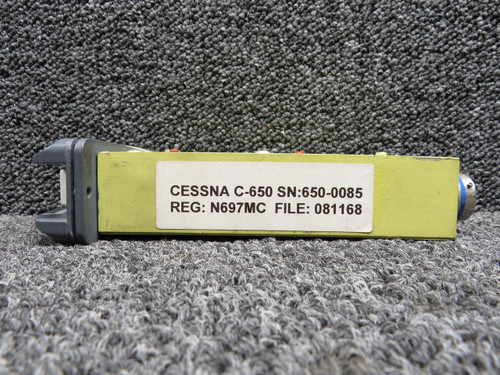 CESSNA C-650 SN:650-0085
REG: N697MC FILE: 081168